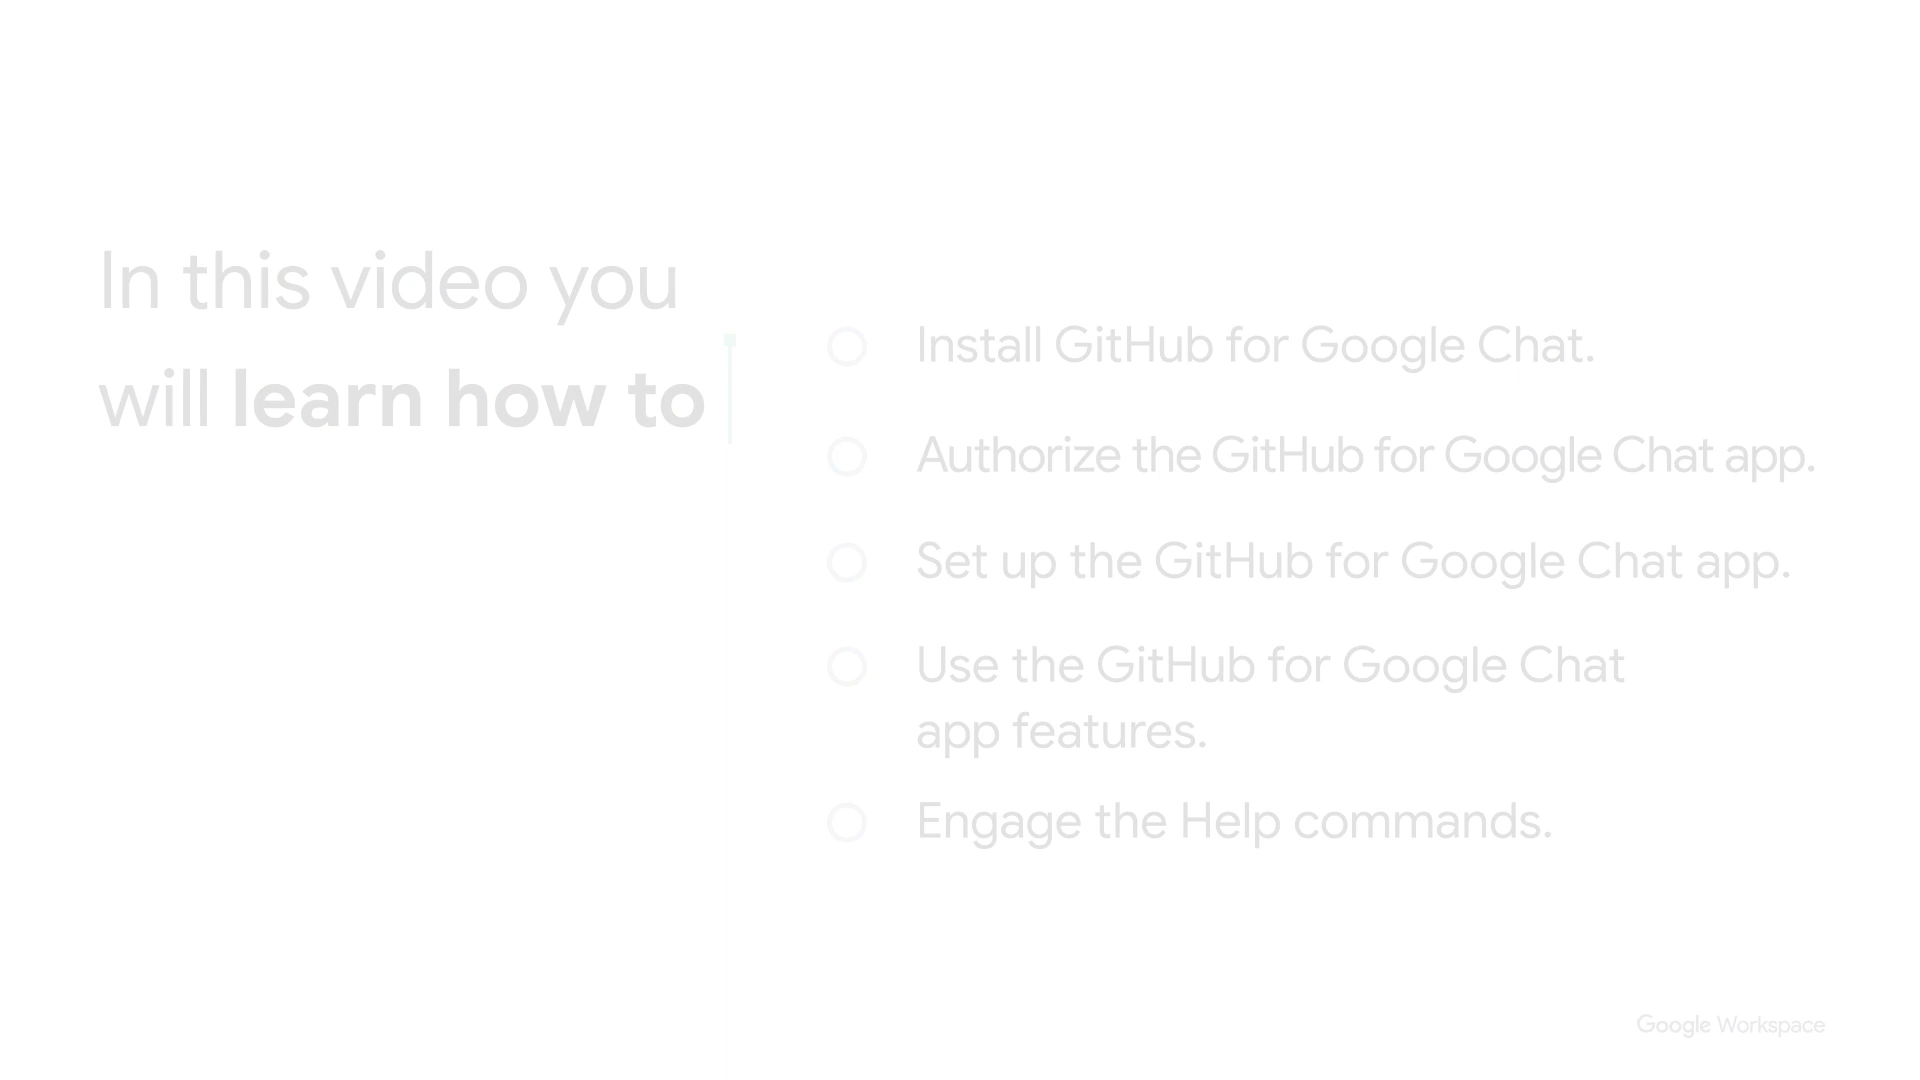 In this video you
will learn how to
Install GitHub for Google Chat.
Authorize the GitHub for Google Chat app.
Set up the GitHub for Google Chat app.
Use the GitHub for Google Chat
app features.
Engage the Help commands.
Google Workspace